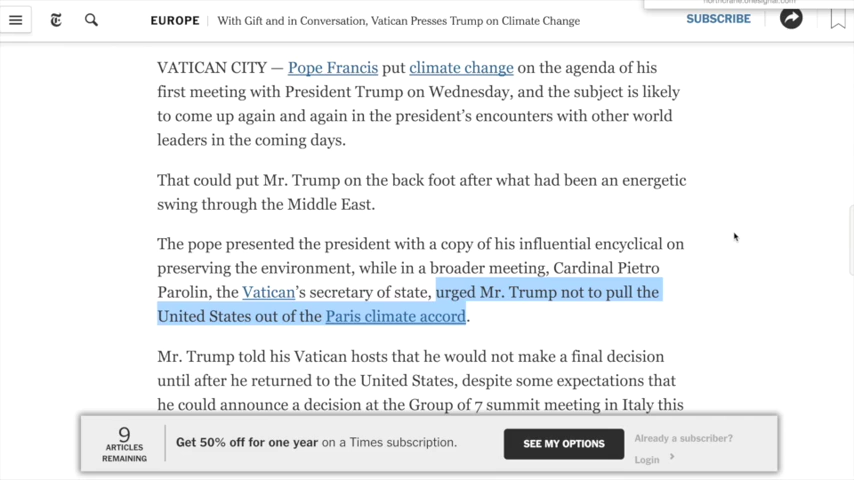 northcrane.onesignal.com
EUROPE | With Gift and in Conversation, Vatican Presses Trump on Climate Change
SUBSCRIBE
VATICAN CITY — Pope Francis put climate change on the agenda of his
first meeting with President Trump on Wednesday, and the subject is likely
to come up again and again in the president's encounters with other world
leaders in the coming days.
That could put Mr. Trump on the back foot after what had been an energetic
swing through the Middle East.
The pope presented the president with a copy of his influential encyclical on
preserving the environment, while in a broader meeting, Cardinal Pietro
Parolin, the Vatican's secretary of state, urged Mr. Trump not to pull the
United States out of the Paris climate accord.
Mr. Trump told his Vatican hosts that he would not make a final decision
until after he returned to the United States, despite some expectations that
he could announce a decision at the Group of 7 summit meeting in Italy this
9
ARTICLES
REMAINING
Get 50% off for one year on a Times subscription.
SEE MY OPTIONS
Already a subscriber?
Login >